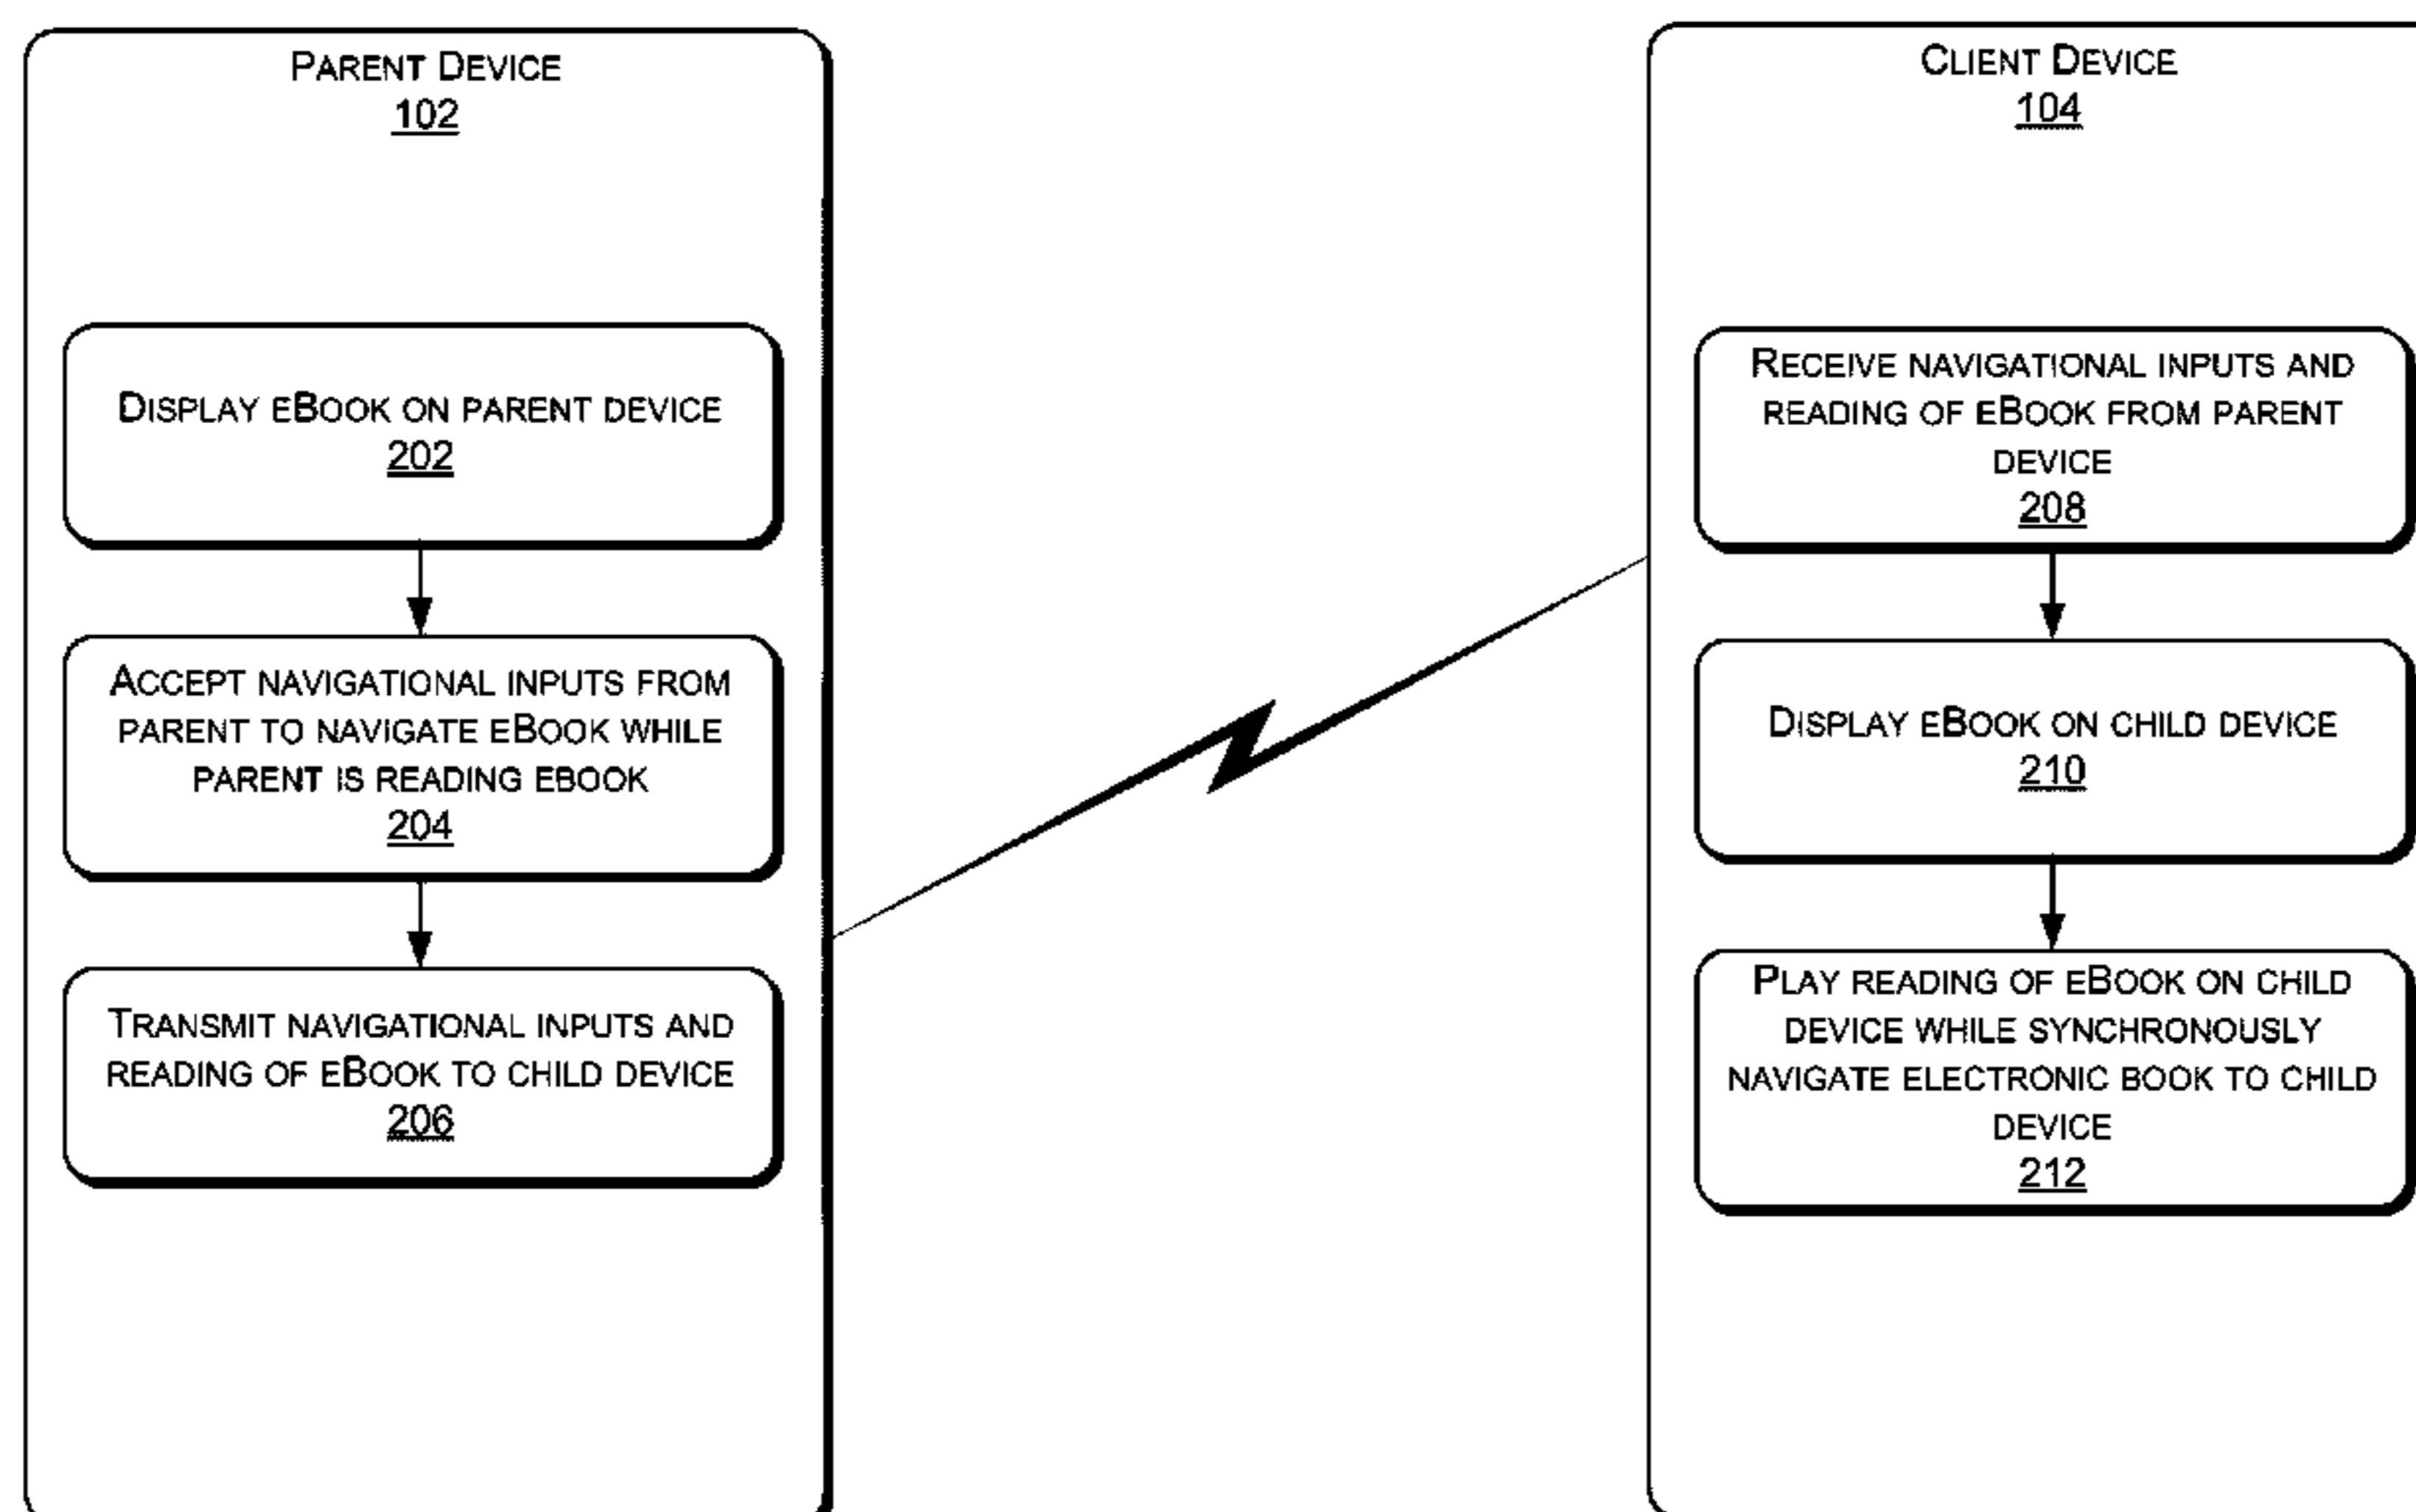 PARENT DEVICE
102
DISPLAY EBOOK ON PARENT DEVICE
202
ACCEPT NAVIGATIONAL INPUTS FROM
PARENT TO NAVIGATE EBOOK WHILE
PARENT IS READING EBOOK
204
TRANSMIT NAVIGATIONAL INPUTS AND
READING OF EBOOK TO CHILD DEVICE
206
CLIENT DEVICE
104
RECEIVE NAVIGATIONAL INPUTS AND
READING OF EBOOK FROM PARENT
DEVICE
208
DISPLAY EBOOK ON CHILD DEVICE
210
PLAY READING OF EBOOK ON CHILD
DEVICE WHILE SYNCHRONOUSLY
NAVIGATE ELECTRONIC BOOK TO CHILD
DEVICE
212